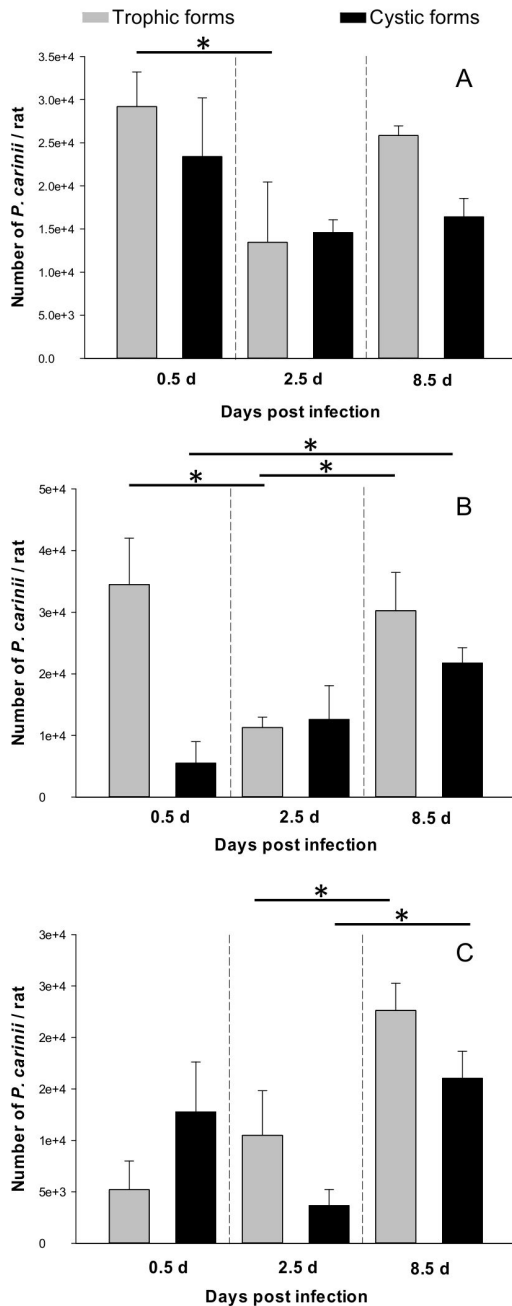 Trophic forms Cystic forms
*
A
3.5e+4
3.0e+4
2.5e+4
2.0e+4
1.5e+4
1.0e+4
5.0e+3
0.0
Number of P. carinii / rat
0.5 d 2.5 d 8.5 d
Days post infection
*
* *
B
5e+4
4e+4
3e+4
2e+4
1e+4
0
Number of P. carinii / rat
0.5 d 2.5 d 8.5 d
Days post infection
*
*
C
3e+4
3e+4
2e+4
2e+4
1e+4
5e+3
0
Number of P. carinii / rat
0.5 d 2.5 d 8.5 d
Days post infection